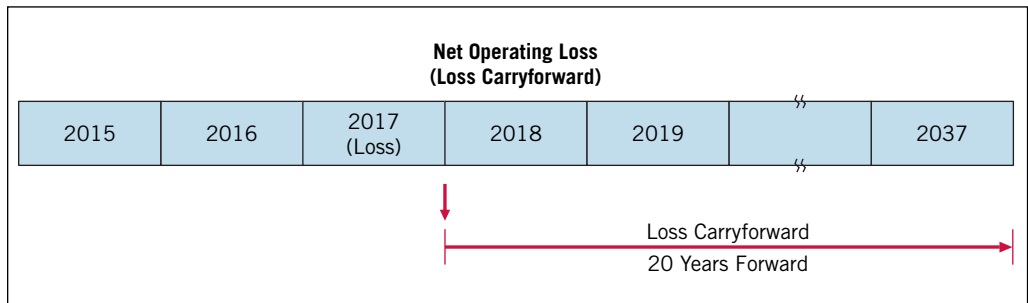 Net Operating Loss
(Loss Carryforward)
2015 2016 2017 2018 2019 2037
(Loss)
Loss Carryforward
20 Years Forward